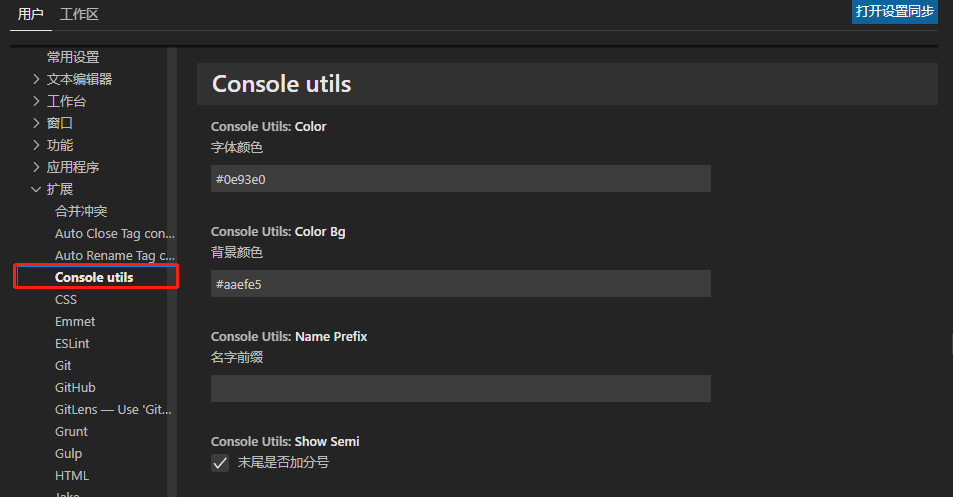 用户 工作区 打开设置同步
常用设置
文本编辑器
工作台
窗口
功能
应用程序
扩展
合并冲突
Auto Close Tag con...
Auto Rename Tag c...
Console utils
CSS
Emmet
ESLint
Git
GitHub
GitLens — Use 'Git...
Grunt
Gulp
HTML
Jake
Console utils
Console Utils: Color
字体颜色
#0e93e0
Console Utils: Color Bg
背景颜色
#aaefe5
Console Utils: Name Prefix
名字前缀
Console Utils: Show Semi
末尾是否加分号